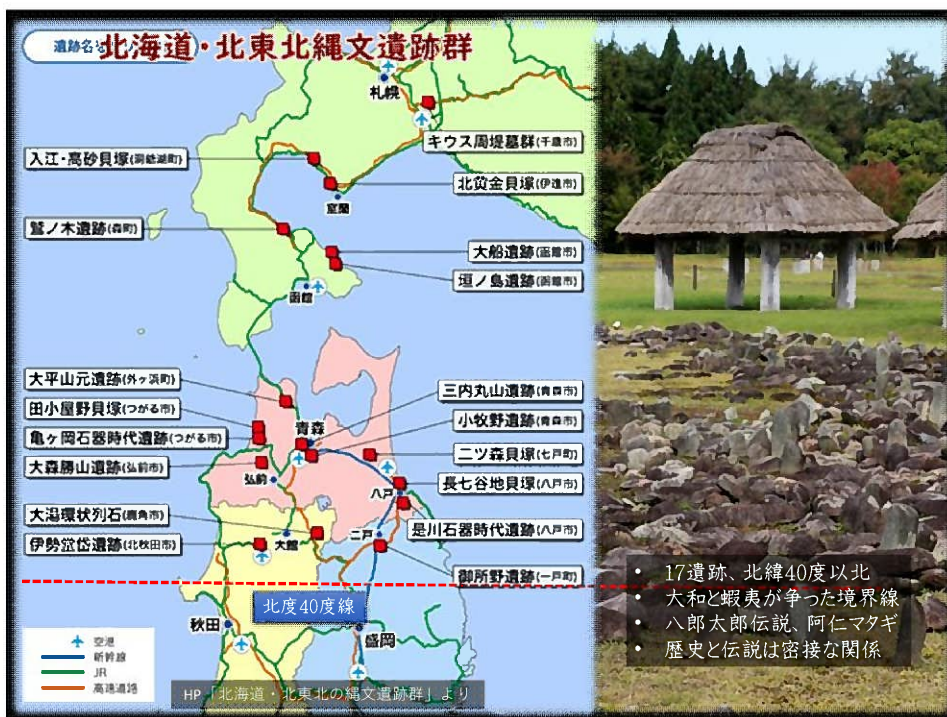 遺跡名を
北海道・北東北縄文遺跡群
札幌
キウス周堤墓群(千歳市)
入江・高砂貝塚(洞爺湖町)
北黄金貝塚(伊達市)
室蘭
鷲ノ木遺跡(森町)
大船遺跡(函館市)
垣ノ島遺跡(函館市)
函館
大平山元遺跡(外ヶ浜町)
田小屋野貝塚(つがる市)
亀ヶ岡石器時代遺跡(つがる市)
大森勝山遺跡(弘前市)
三内丸山遺跡(青森市)
小牧野遺跡(青森市)
二ツ森貝塚(七戸町)
長七谷地貝塚(八戸市)
是川石器時代遺跡(八戸市)
青森
弘前
八戸
大湯環状列石(鹿角市)
伊勢堂岱遺跡(北秋田市)
大館
二戸
御所野遺跡(一戸町)
北度40度線
秋田
盛岡
空港
新幹線
JR
高速道路
HP「北海道・北東北の縄文遺跡群」より
• 17遺跡、北緯40度以北
• 大和と蝦夷が争った境界線
• 八郎太郎伝説、阿仁マタギ
• 歴史と伝説は密接な関係